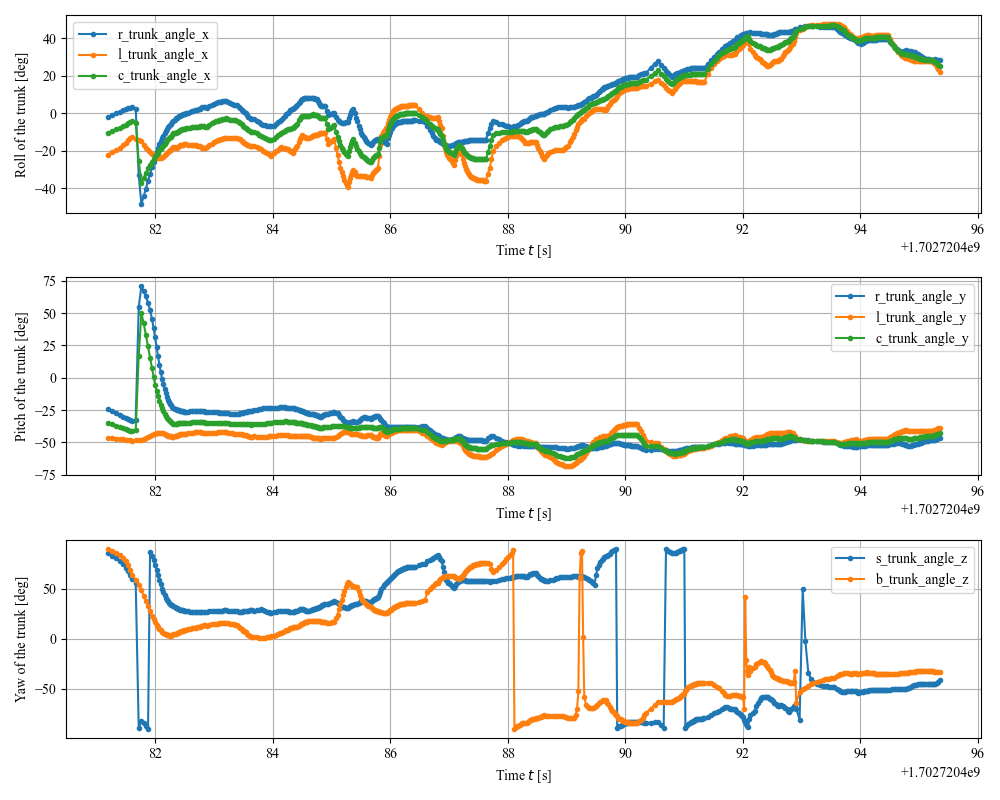 Roll of the trunk [deg]
40
20
0
−20
−40
r_trunk_angle_x
l_trunk_angle_x
c_trunk_angle_x
82 84 86 88 90 92 94 96
Time t [s]
+1.7027204e9
Pitch of the trunk [deg]
75
50
25
0
−25
−50
−75
r_trunk_angle_y
l_trunk_angle_y
c_trunk_angle_y
82 84 86 88 90 92 94 96
Time t [s]
+1.7027204e9
Yaw of the trunk [deg]
50
0
−50
s_trunk_angle_z
b_trunk_angle_z
82 84 86 88 90 92 94 96
Time t [s]
+1.7027204e9